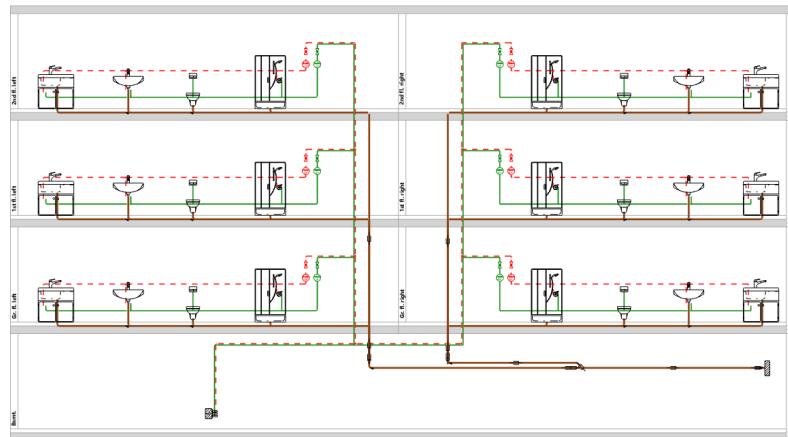 2nd fl. left
2nd fl. right
1st fl. left
1st fl. right
Gr. fl. left
Gr. fl. right
Bsmt.